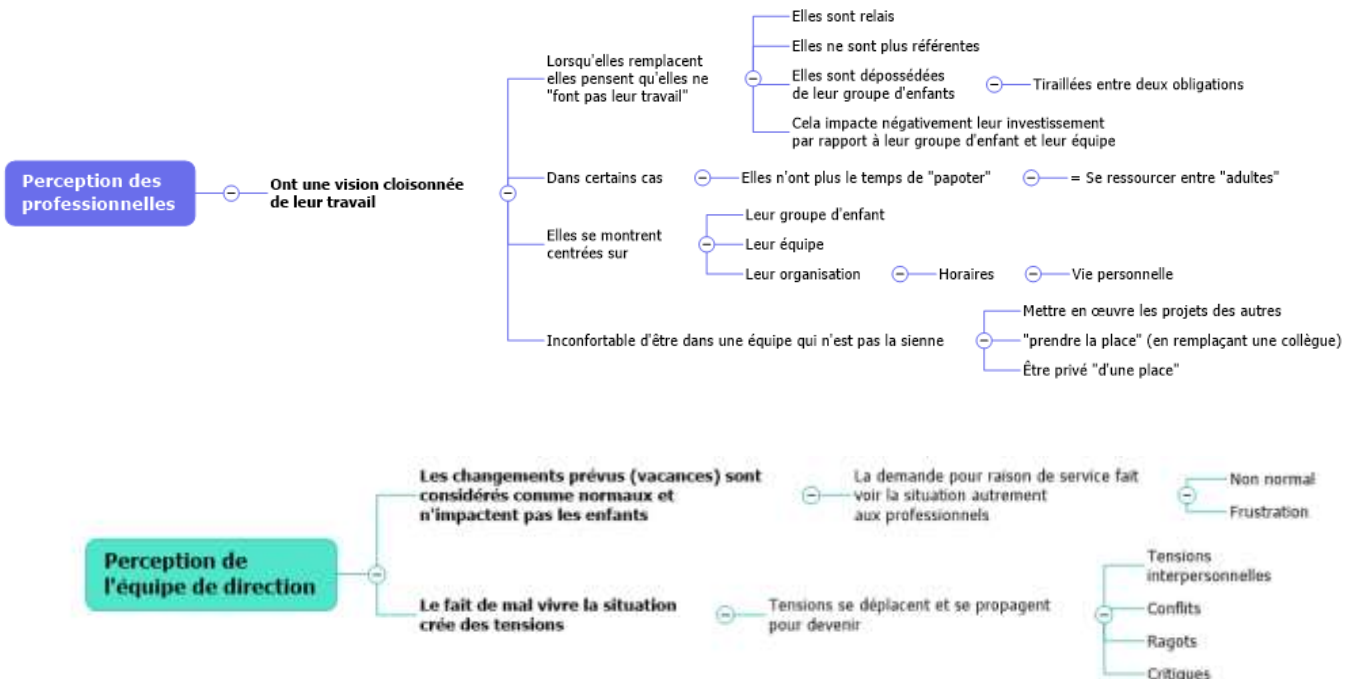 Perception des
professionnelles
Ont une vision cloisonnée
de leur travail
Lorsqu'elles remplacent
elles pensent qu'elles ne
"font pas leur travail"
Elles sont relais
Elles ne sont plus référentes
Elles sont dépossédées
de leur groupe d'enfants
Tiraillées entre deux obligations
Cela impacte négativement leur investissement
par rapport à leur groupe d'enfant et leur équipe
Dans certains cas
Elles n'ont plus le temps de "papoter"
= Se ressourcer entre "adultes"
Elles se montrent
centrées sur
Leur groupe d'enfant
Leur équipe
Leur organisation
Horaires
Vie personnelle
Inconfortable d'être dans une équipe qui n'est pas la sienne
Mettre en œuvre les projets des autres
"prendre la place" (en remplaçant une collègue)
Être privé "d'une place"
Perception de
l'équipe de direction
Les changements prévus (vacances) sont
considérés comme normaux et
n'impactent pas les enfants
La demande pour raison de service fait
voir la situation autrement
aux professionnels
Non normal
Frustration
Le fait de mal vivre la situation
crée des tensions
Tensions se déplacent et se propagent
pour devenir
Tensions
interpersonnelles
Conflits
Ragots
Critiques